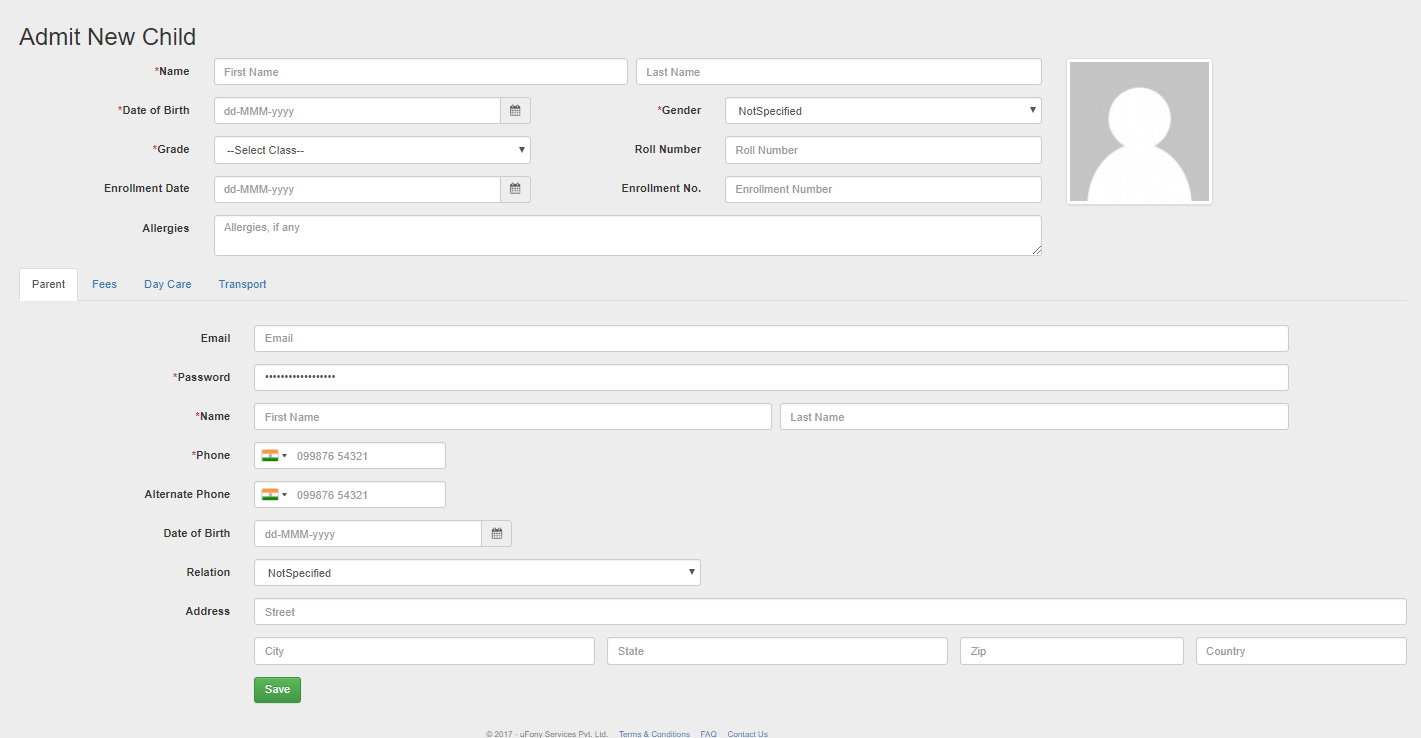 Admit New Child
*Name First Name Last Name
*Date of Birth dd-MMM-yyyy *Gender NotSpecified
*Grade --Select Class-- Roll Number Roll Number
Enrollment Date dd-MMM-yyyy Enrollment No. Enrollment Number
Allergies Allergies, if any
Parent Fees Day Care Transport
Email Email
*Password ••••••••••••••••••
*Name First Name Last Name
*Phone 099876 54321
Alternate Phone 099876 54321
Date of Birth dd-MMM-yyyy
Relation NotSpecified
Address Street
City State Zip Country
Save
© 2017 - uFony Services Pvt. Ltd. Terms & Conditions FAQ Contact Us